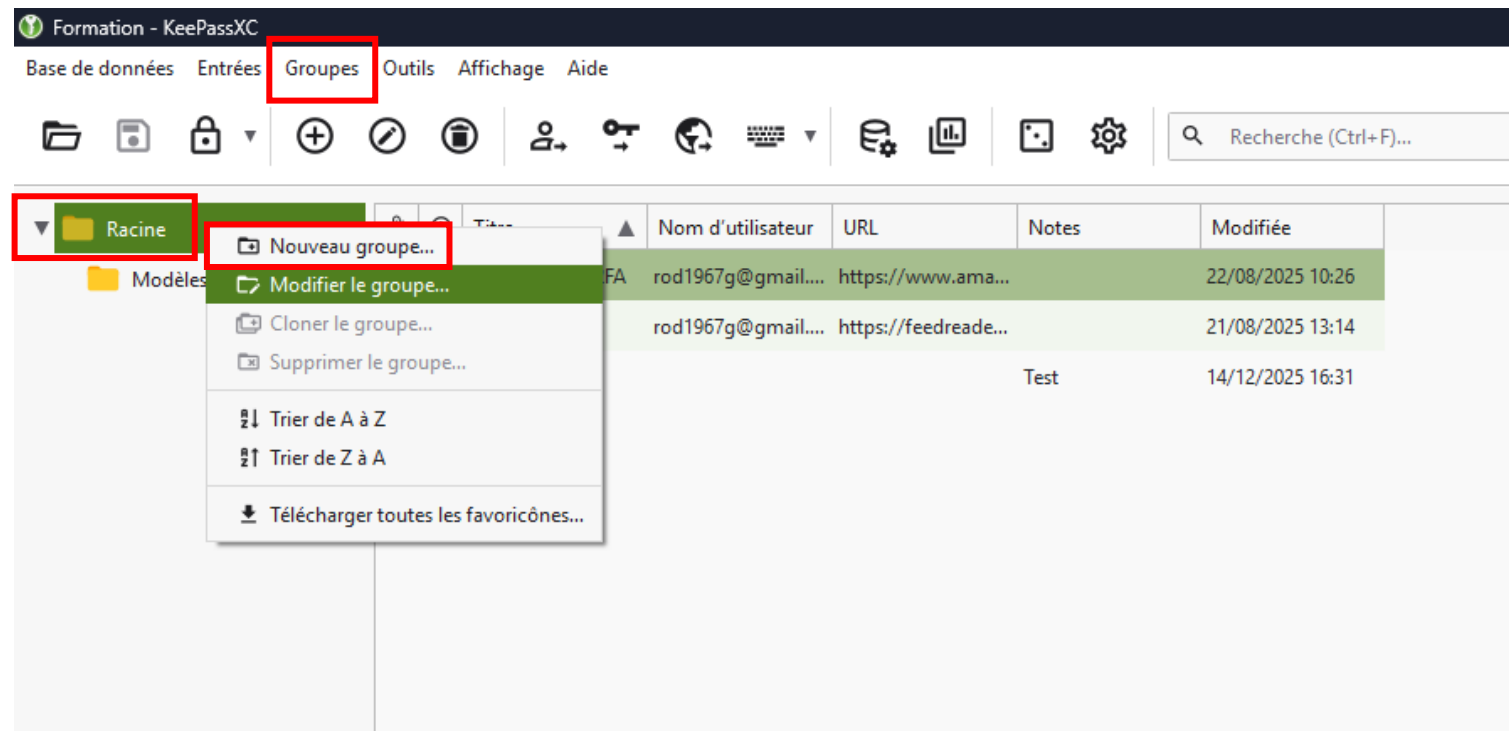 Formation - KeePassXC
Base de données Entrées Groupes Outils Affichage Aide
Recherche (Ctrl+F)...
Racine
Nom d'utilisateur URL Notes Modifiée
Nouveau groupe...
Modèles
Modifier le groupe...
FA rod1967g@gmail.... https://www.ama... 22/08/2025 10:26
Cloner le groupe...
rod1967g@gmail.... https://feedreade... 21/08/2025 13:14
Supprimer le groupe...
Test 14/12/2025 16:31
Trier de A à Z
Trier de Z à A
Télécharger toutes les favoricônes...